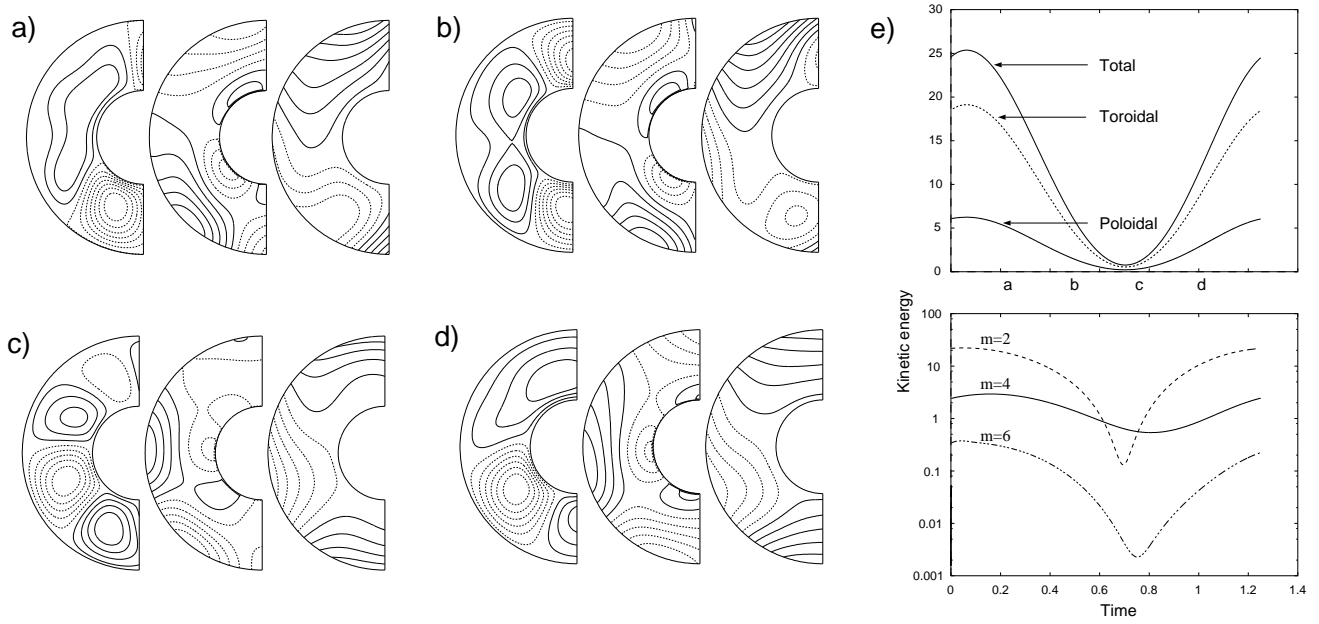 a)
b)
c)
d)
e)
30
25
20
15
10
5
0
Total
Toroidal
Poloidal
a b c d
Kinetic energy
100
10
1
0.1
0.01
0.001
m=2
m=4
m=6
0 0.2 0.4 0.6 0.8 1 1.2 1.4
Time